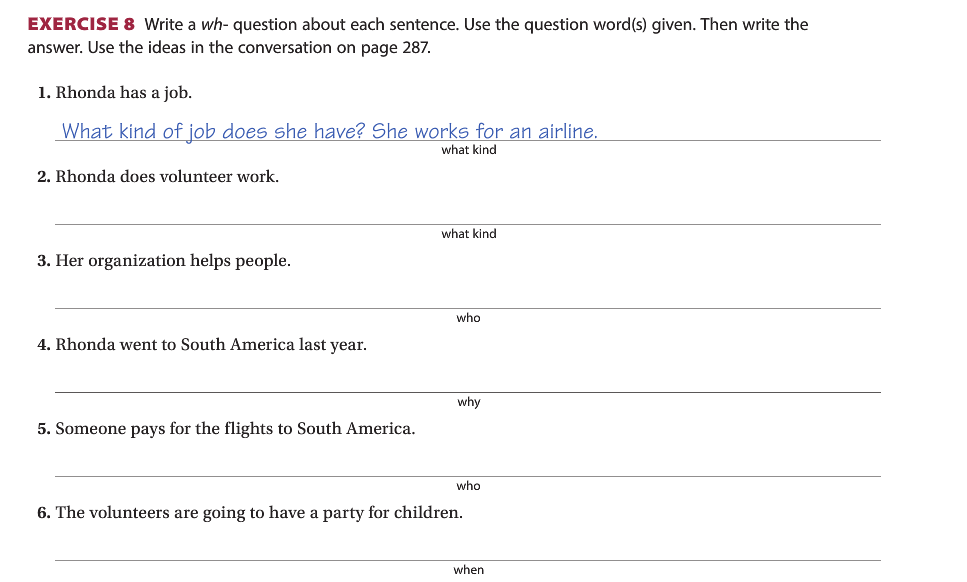 EXERCISE 8 Write a wh- question about each sentence. Use the question word(s) given. Then write the
answer. Use the ideas in the conversation on page 287.
1. Rhonda has a job.
What kind of job does she have? She works for an airline.
what kind
2. Rhonda does volunteer work.
what kind
3. Her organization helps people.
who
4. Rhonda went to South America last year.
why
5. Someone pays for the flights to South America.
who
6. The volunteers are going to have a party for children.
when